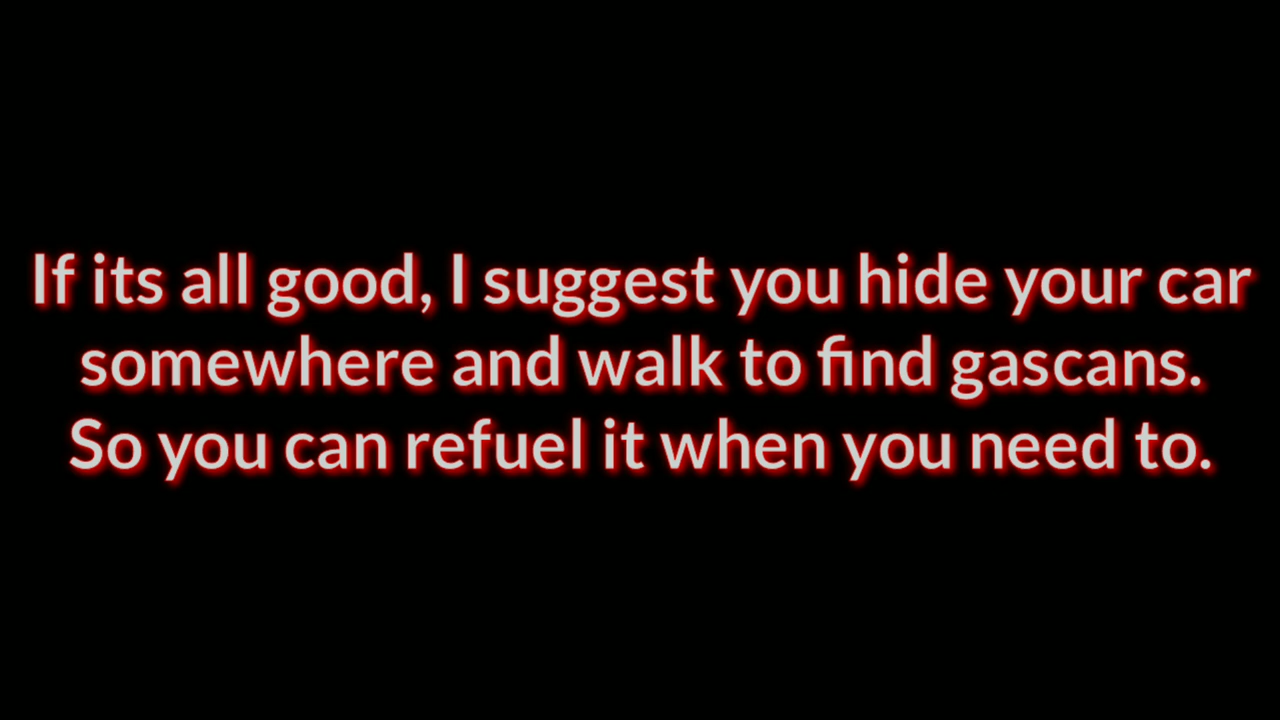 If its all good, I suggest you hide your car
somewhere and walk to find gascans.
So you can refuel it when you need to.